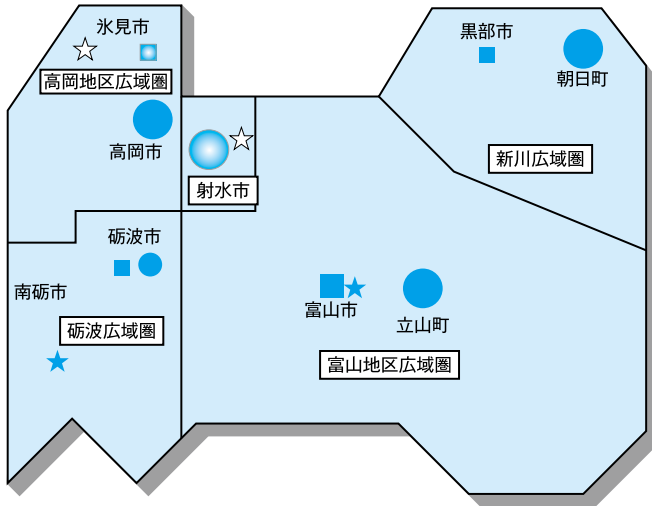 氷見市
高岡地区広域圏
高岡市
射水市
黒部市
朝日町
新川広域圏
砺波市
南砺市
砺波広域圏
富山市
立山町
富山地区広域圏